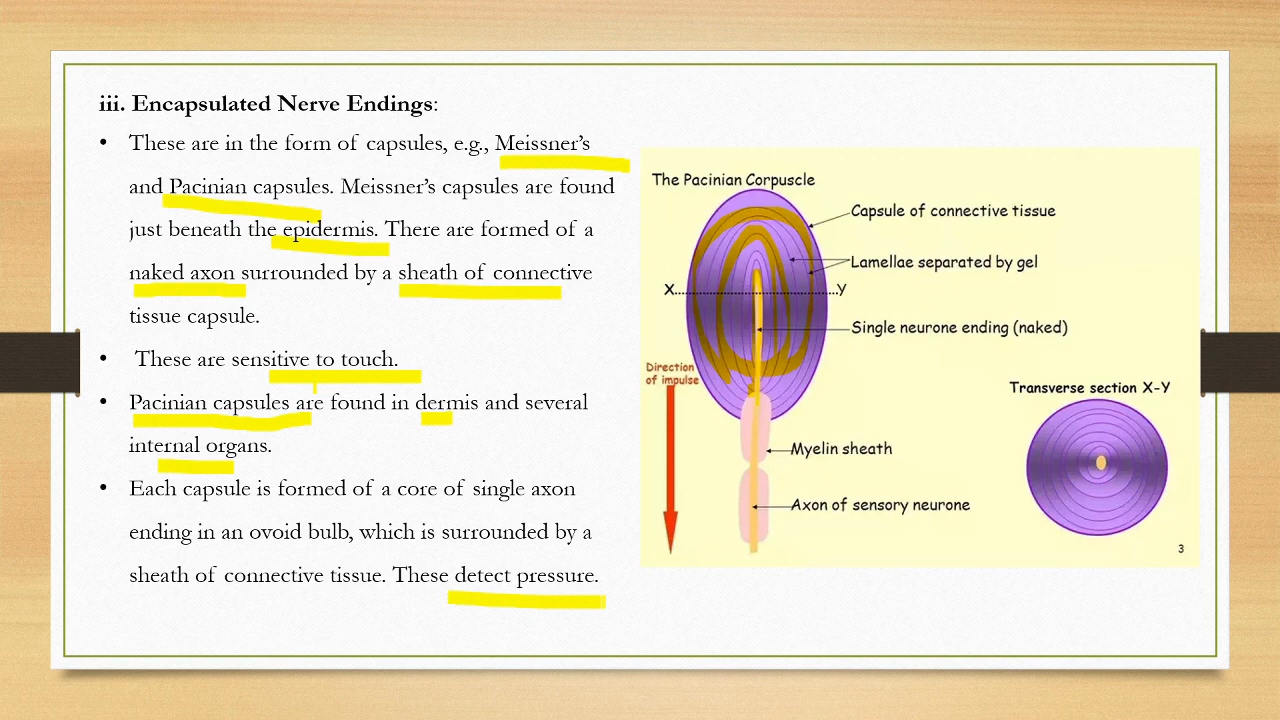 iii. Encapsulated Nerve Endings:
• These are in the form of capsules, e.g., Meissner's
and Pacinian capsules. Meissner's capsules are found
just beneath the epidermis. There are formed of a
naked axon surrounded by a sheath of connective
tissue capsule.
• These are sensitive to touch.
• Pacinian capsules are found in dermis and several
internal organs.
• Each capsule is formed of a core of single axon
ending in an ovoid bulb, which is surrounded by a
sheath of connective tissue. These detect pressure.
The Pacinian Corpuscle
Capsule of connective tissue
Lamellae separated by gel
X Y
Single neurone ending (naked)
Direction
of impulse
Transverse section X-Y
Myelin sheath
Axon of sensory neurone
3